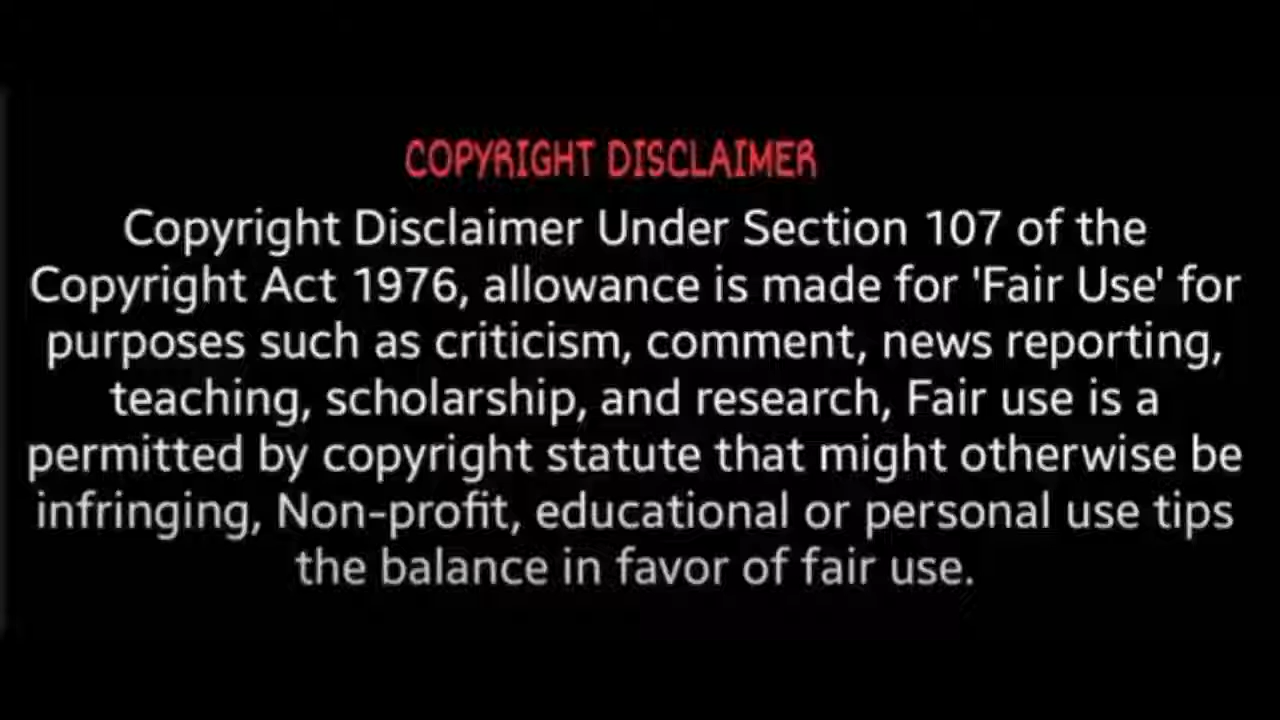 COPYRIGHT DISCLAIMER
Copyright Disclaimer Under Section 107 of the
Copyright Act 1976, allowance is made for 'Fair Use' for
purposes such as criticism, comment, news reporting,
teaching, scholarship, and research, Fair use is a
permitted by copyright statute that might otherwise be
infringing, Non-profit, educational or personal use tips
the balance in favor of fair use.